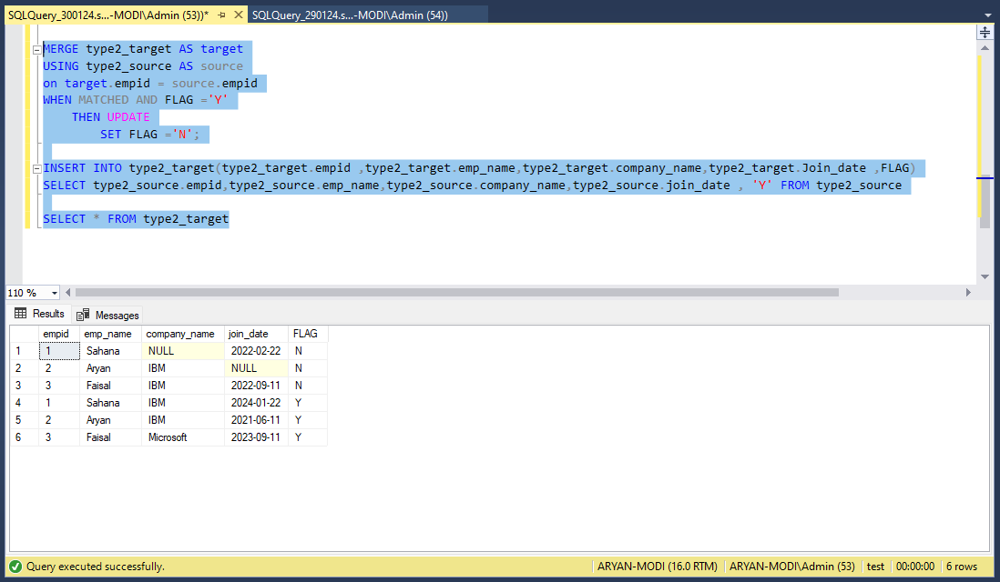 SQLQuery_300124.s...-MODI\Admin (53))* SQLQuery_290124.s...-MODI\Admin (54))
MERGE type2_target AS target
USING type2_source AS source
on target.empid = source.empid
WHEN MATCHED AND FLAG ='Y'
THEN UPDATE
SET FLAG ='N';
INSERT INTO type2_target(type2_target.empid ,type2_target.emp_name,type2_target.company_name,type2_target.Join_date ,FLAG)
SELECT type2_source.empid,type2_source.emp_name,type2_source.company_name,type2_source.join_date , 'Y' FROM type2_source
SELECT * FROM type2_target
110 %
Results Messages
empid emp_name company_name join_date FLAG
1 1 Sahana NULL 2022-02-22 N
2 2 Aryan IBM NULL N
3 3 Faisal IBM 2022-09-11 N
4 1 Sahana IBM 2024-01-22 Y
5 2 Aryan IBM 2021-06-11 Y
6 3 Faisal Microsoft 2023-09-11 Y
Query executed successfully. ARYAN-MODI (16.0 RTM) ARYAN-MODI\Admin (53) test 00:00:00 6 rows